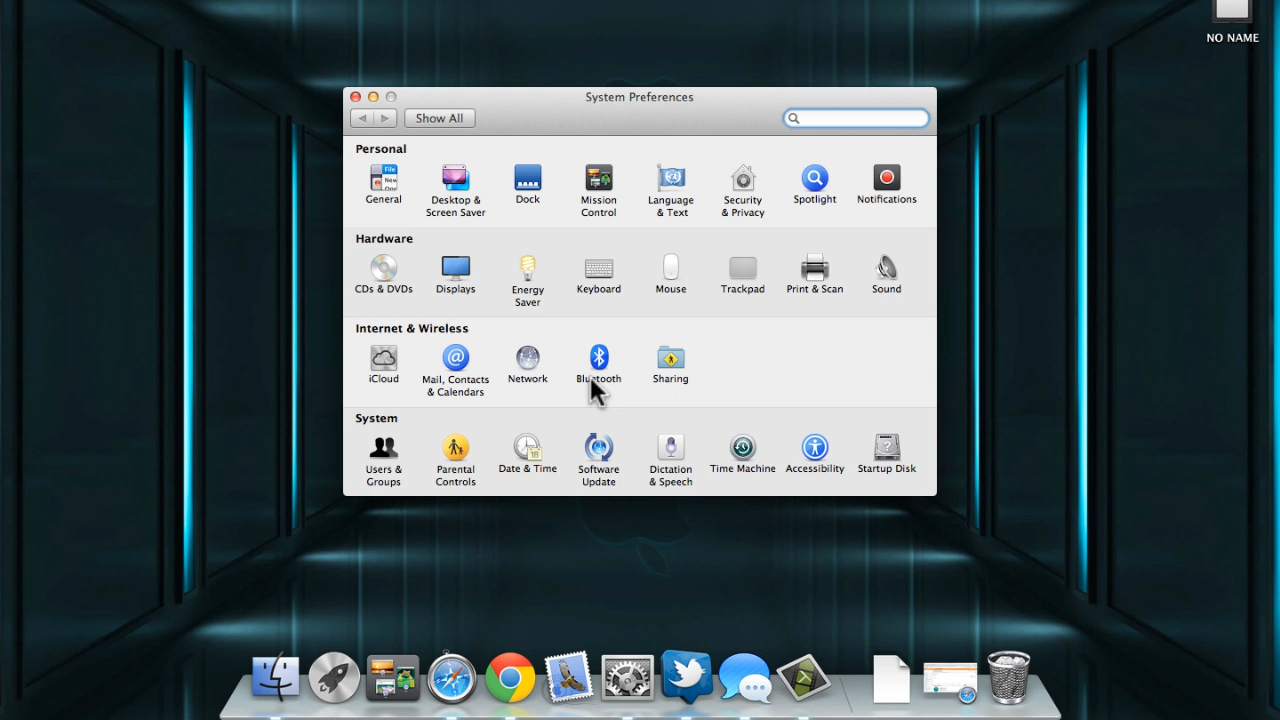 NO NAME
System Preferences
Show All
Personal
File
New
General
Desktop &
Screen Saver
Dock
Mission
Control
Language
& Text
Security
& Privacy
Spotlight
Notifications
Hardware
CDs & DVDs
Displays
Energy
Saver
Keyboard
Mouse
Trackpad
Print & Scan
Sound
Internet & Wireless
iCloud
@
Mail, Contacts
& Calendars
Network
Bluetooth
Sharing
System
Users &
Groups
Parental
Controls
18
Date & Time
Software
Update
Dictation
& Speech
Time Machine
Accessibility
?
Startup Disk